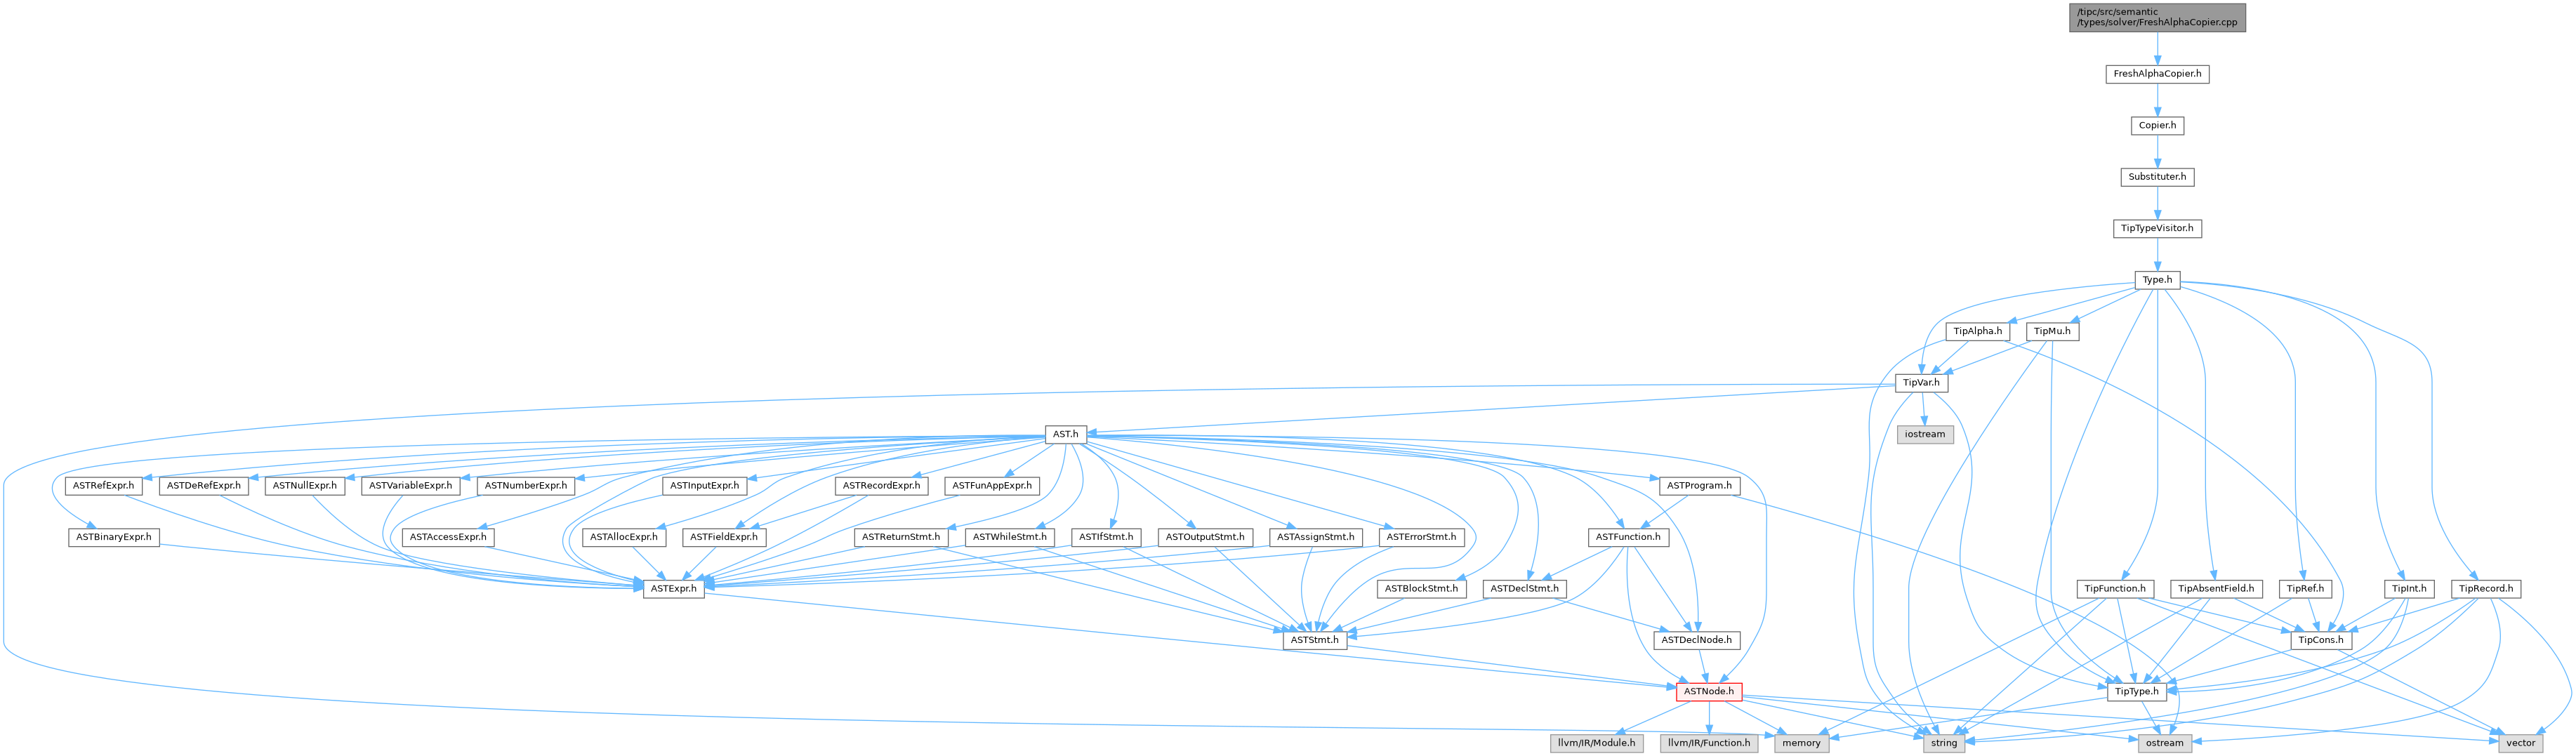 /tipc/src/semantic
/types/solver/FreshAlphaCopier.cpp
FreshAlphaCopier.h
Copier.h
Substituter.h
TipTypeVisitor.h
Type.h
TipAlpha.h
TipMu.h
TipVar.h
AST.h
iostream
ASTRefExpr.h
ASTDeRefExpr.h
ASTNullExpr.h
ASTVariableExpr.h
ASTNumberExpr.h
ASTInputExpr.h
ASTRecordExpr.h
ASTFunAppExpr.h
ASTProgram.h
ASTBinaryExpr.h
ASTAccessExpr.h
ASTAllocExpr.h
ASTFieldExpr.h
ASTReturnStmt.h
ASTWhileStmt.h
ASTIfStmt.h
ASTOutputStmt.h
ASTAssignStmt.h
ASTErrorStmt.h
ASTFunction.h
ASTExpr.h
ASTBlockStmt.h
ASTDeclStmt.h
TipFunction.h
TipAbsentField.h
TipRef.h
TipInt.h
TipRecord.h
ASTStmt.h
ASTDeclNode.h
TipCons.h
ASTNode.h
TipType.h
llvm/IR/Module.h
llvm/IR/Function.h
memory
string
ostream
vector